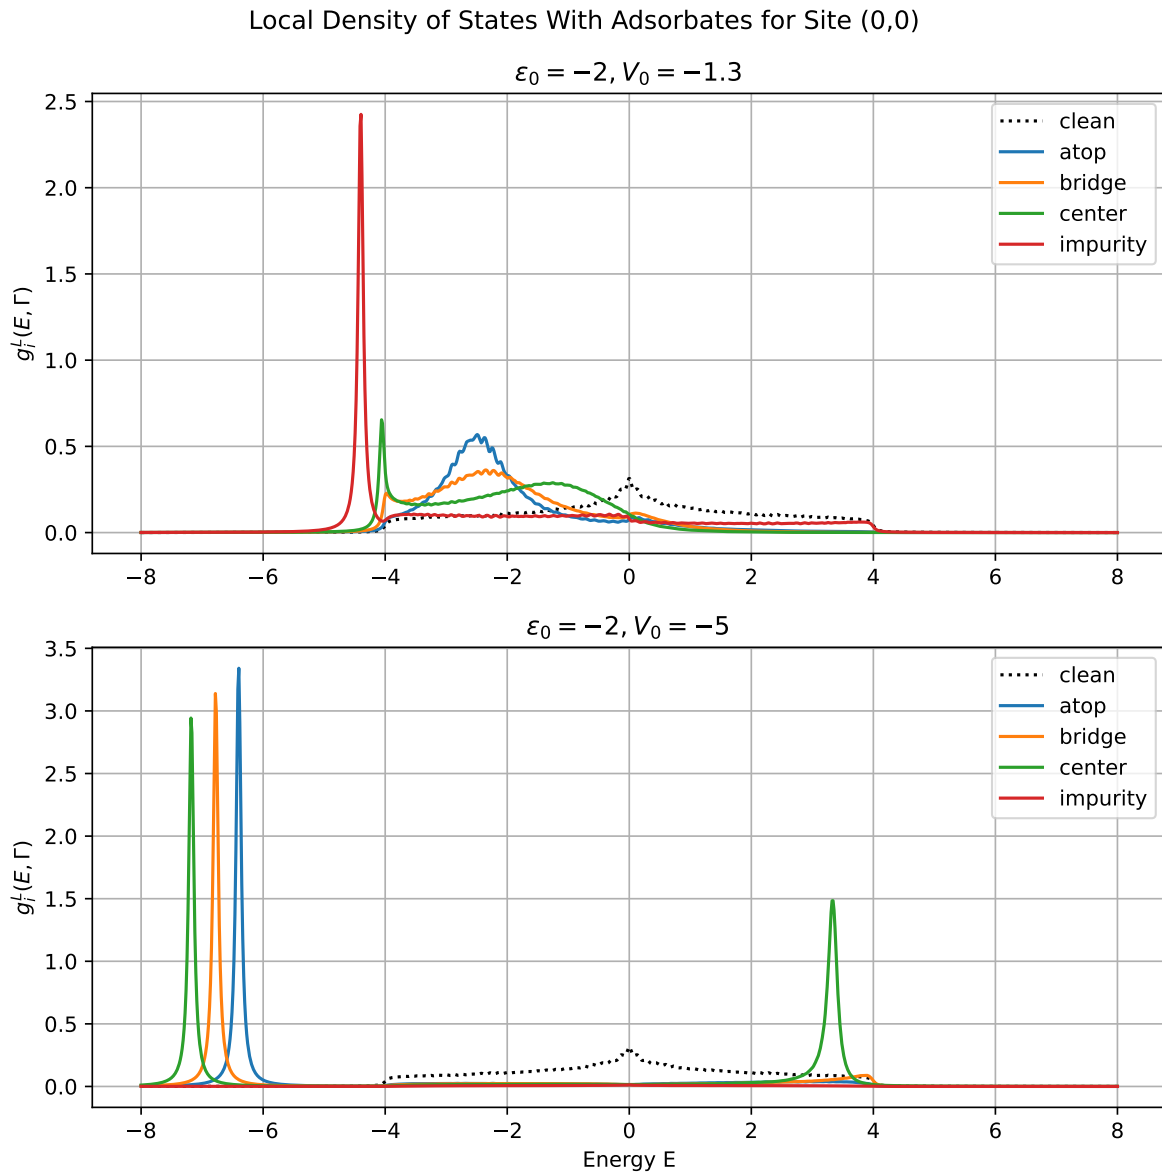 Local Density of States With Adsorbates for Site (0,0)
ε₀ = −2, V₀ = −1.3
2.5
2.0
1.5
1.0
0.5
0.0
gᵢᴸ(E, Γ)
clean
atop
bridge
center
impurity
−8 −6 −4 −2 0 2 4 6 8
ε₀ = −2, V₀ = −5
3.5
3.0
2.5
2.0
1.5
1.0
0.5
0.0
gᵢᴸ(E, Γ)
clean
atop
bridge
center
impurity
−8 −6 −4 −2 0 2 4 6 8
Energy E